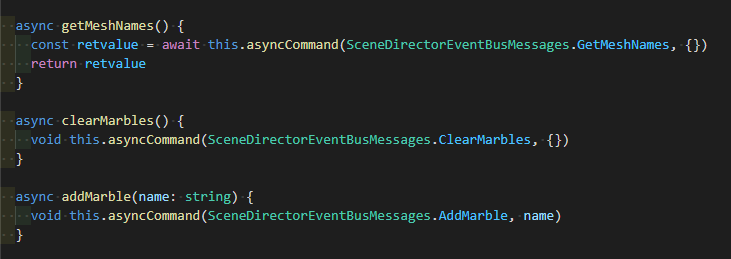 async getMeshNames() {
const retvalue = await this.asyncCommand(SceneDirectorEventBusMessages.GetMeshNames, {})
return retvalue
}
async clearMarbles() {
void this.asyncCommand(SceneDirectorEventBusMessages.ClearMarbles, {})
}
async addMarble(name: string) {
void this.asyncCommand(SceneDirectorEventBusMessages.AddMarble, name)
}